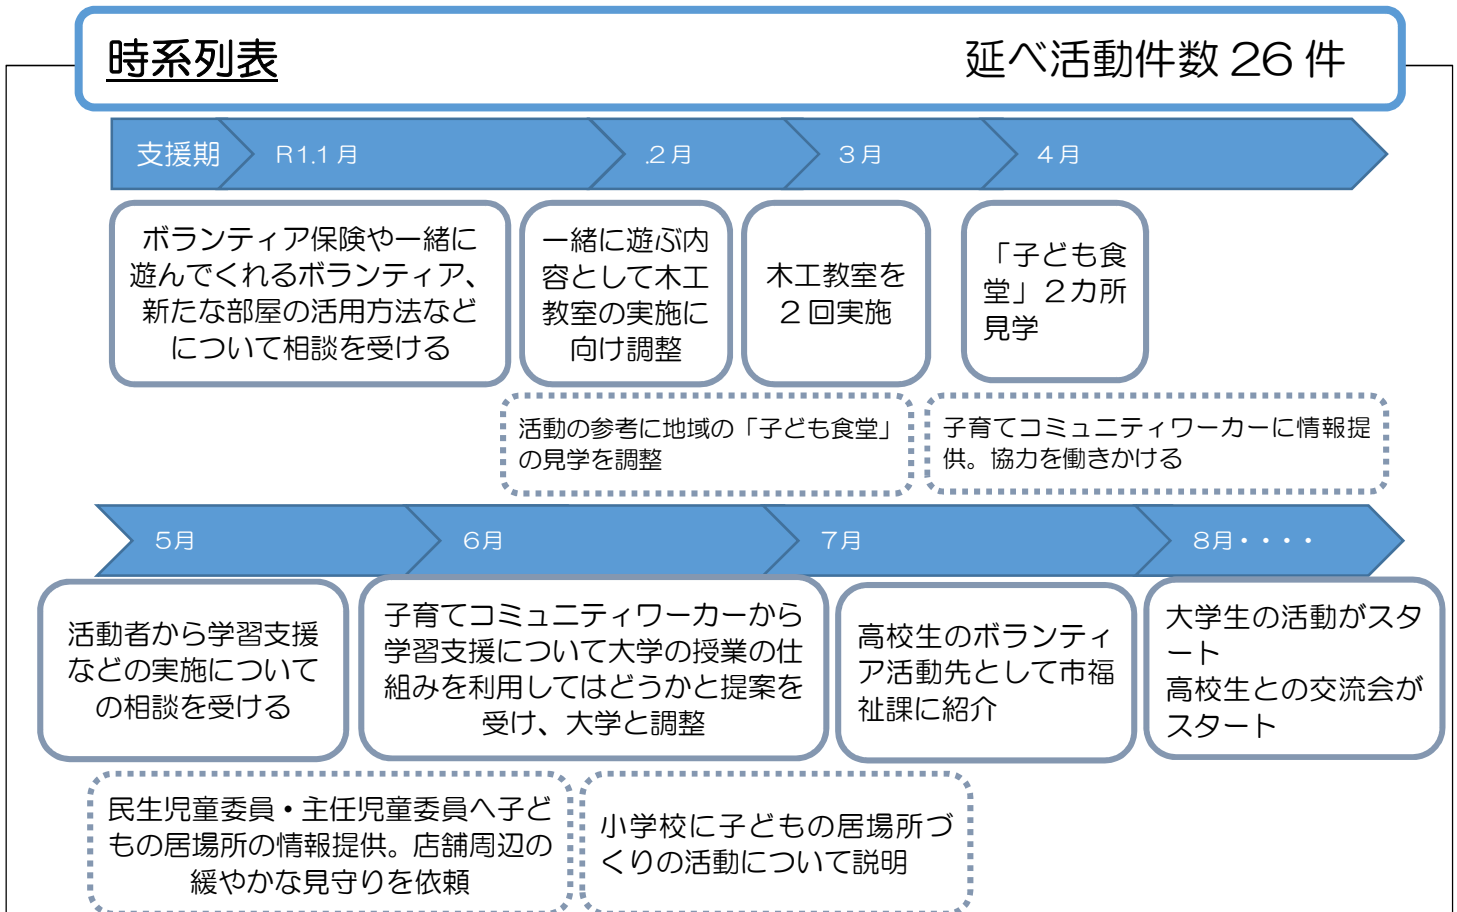 時系列表
延べ活動件数 26 件
支援期
R1.1月
.2月
3月
4月
ボランティア保険や一緒に
遊んでくれるボランティア、
新たな部屋の活用方法など
について相談を受ける
一緒に遊ぶ内
容として木工
教室の実施に
向け調整
木工教室を
２回実施
「子ども食
堂」２カ所
見学
活動の参考に地域の「子ども食堂」
の見学を調整
子育てコミュニティワーカーに情報提
供。協力を働きかける
5月
6月
7月
8月・・・・
活動者から学習支援
などの実施について
の相談を受ける
子育てコミュニティワーカーから
学習支援について大学の授業の仕
組みを利用してはどうかと提案を
受け、大学と調整
高校生のボランティ
ア活動先として市福
祉課に紹介
大学生の活動がスタ
ート
高校生との交流会が
スタート
民生児童委員・主任児童委員へ子ど
もの居場所の情報提供。店舗周辺の
緩やかな見守りを依頼
小学校に子どもの居場所づ
くりの活動について説明